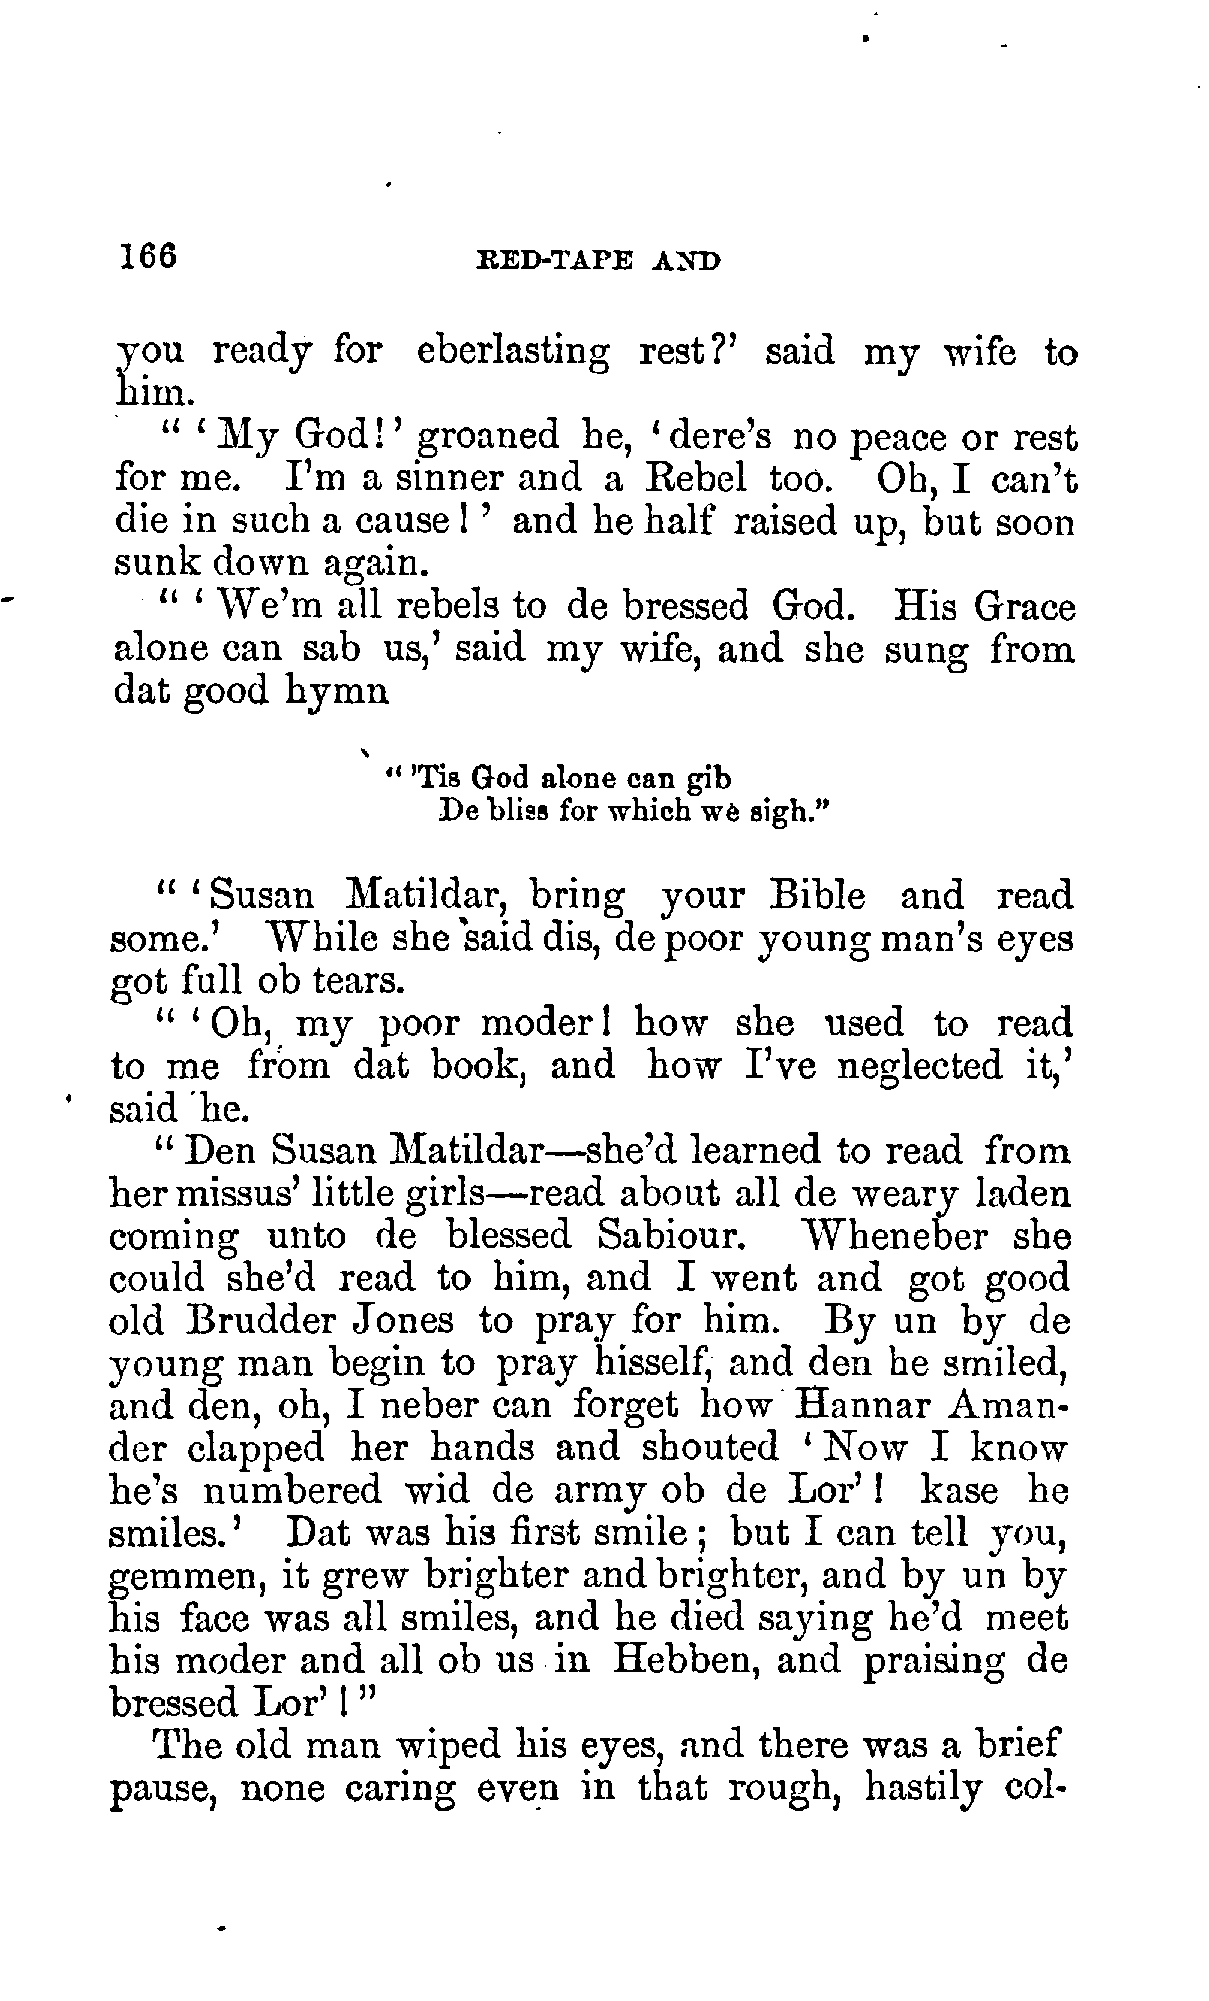 166 RED-TAPE AND
you ready for eberlasting rest?' said my wife to
him.
" 'My God!' groaned he, 'dere's no peace or rest
for me. I'm a sinner and a Rebel too. Oh, I can't
die in such a cause!' and he half raised up, but soon
sunk down again.
" 'We'm all rebels to de bressed God. His Grace
alone can sab us,' said my wife, and she sung from
dat good hymn
" 'Tis God alone can gib
De bliss for which we sigh."
" 'Susan Matildar, bring your Bible and read
some.' While she said dis, de poor young man's eyes
got full ob tears.
" 'Oh, my poor moder! how she used to read
to me from dat book, and how I've neglected it,'
said he.
" Den Susan Matildar—she'd learned to read from
her missus' little girls—read about all de weary laden
coming unto de blessed Sabiour. Wheneber she
could she'd read to him, and I went and got good
old Brudder Jones to pray for him. By un by de
young man begin to pray hisself, and den he smiled,
and den, oh, I neber can forget how Hannar Aman-
der clapped her hands and shouted 'Now I know
he's numbered wid de army ob de Lor'! kase he
smiles.' Dat was his first smile; but I can tell you,
gemmen, it grew brighter and brighter, and by un by
his face was all smiles, and he died saying he'd meet
his moder and all ob us in Hebben, and praising de
bressed Lor'!"
The old man wiped his eyes, and there was a brief
pause, none caring even in that rough, hastily col-